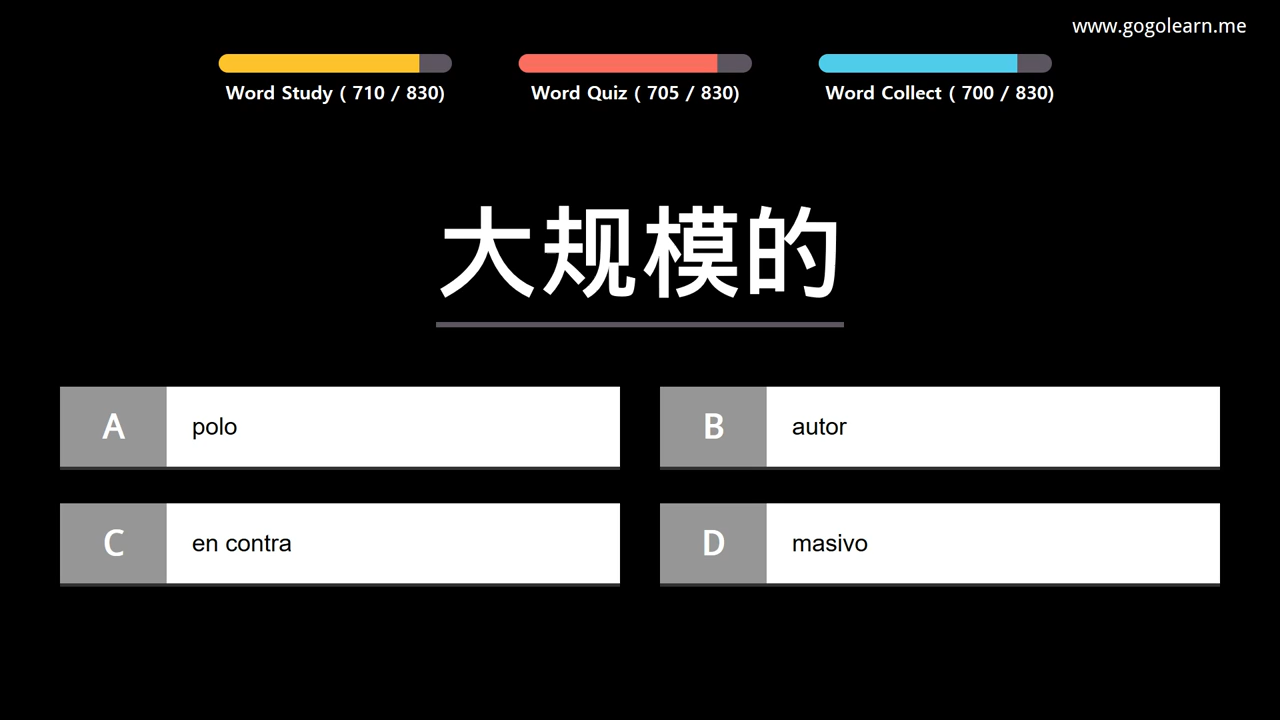 www.gogolearn.me
Word Study ( 710 / 830)
Word Quiz ( 705 / 830)
Word Collect ( 700 / 830)
大规模的
A polo
B autor
C en contra
D masivo